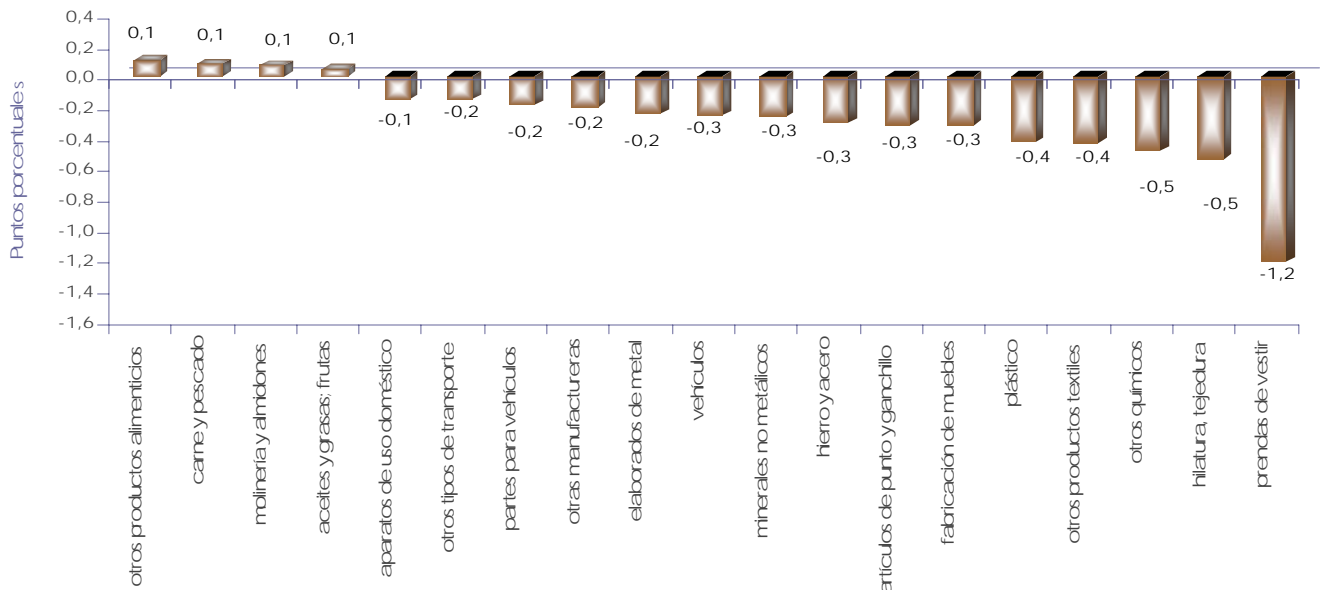 Puntos porcentuales
0,4
0,2
0,0
-0,2
-0,4
-0,6
-0,8
-1,0
-1,2
-1,4
-1,6
0,1
0,1
0,1
0,1
-0,1
-0,2
-0,2
-0,2
-0,2
-0,3
-0,3
-0,3
-0,3
-0,3
-0,4
-0,4
-0,5
-0,5
-1,2
otros productos alimenticios
carne y pescado
molinería y almidones
aceites y grasas; frutas
aparatos de uso doméstico
otros tipos de transporte
partes para vehículos
otras manufactureras
elaborados de metal
vehículos
minerales no metálicos
hierro y acero
artículos de punto y ganchillo
fabricación de muebles
plástico
otros productos textiles
otros químicos
hilatura, tejedura
prendas de vestir